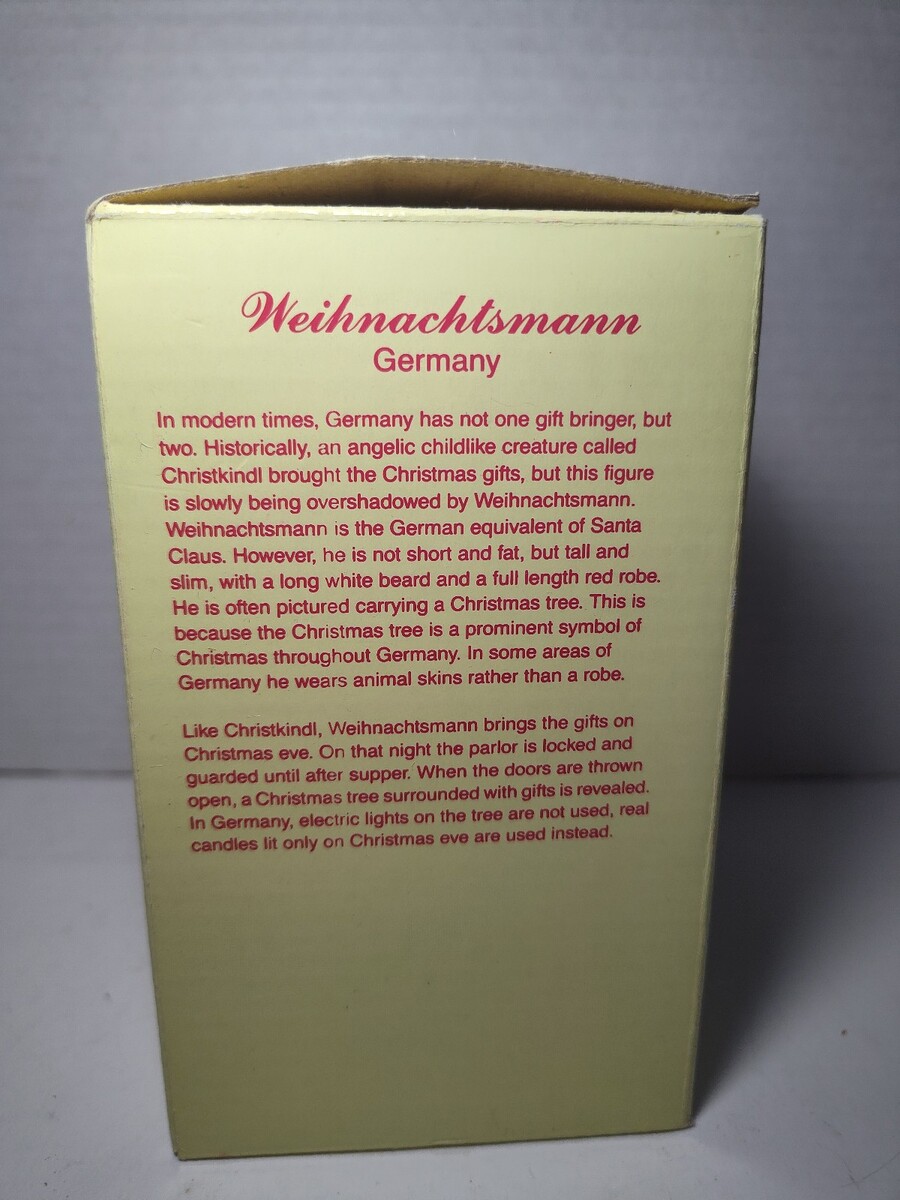 Weihnachtsmann
Germany
In modern times, Germany has not one gift bringer, but
two. Historically, an angelic childlike creature called
Christkindl brought the Christmas gifts, but this figure
is slowly being overshadowed by Weihnachtsmann.
Weihnachtsmann is the German equivalent of Santa
Claus. However, he is not short and fat, but tall and
slim, with a long white beard and a full length red robe.
He is often pictured carrying a Christmas tree. This is
because the Christmas tree is a prominent symbol of
Christmas throughout Germany. In some areas of
Germany he wears animal skins rather than a robe.
Like Christkindl, Weihnachtsmann brings the gifts on
Christmas eve. On that night the parlor is locked and
guarded until after supper. When the doors are thrown
open, a Christmas tree surrounded with gifts is revealed.
In Germany, electric lights on the tree are not used, real
candles lit only on Christmas eve are used instead.